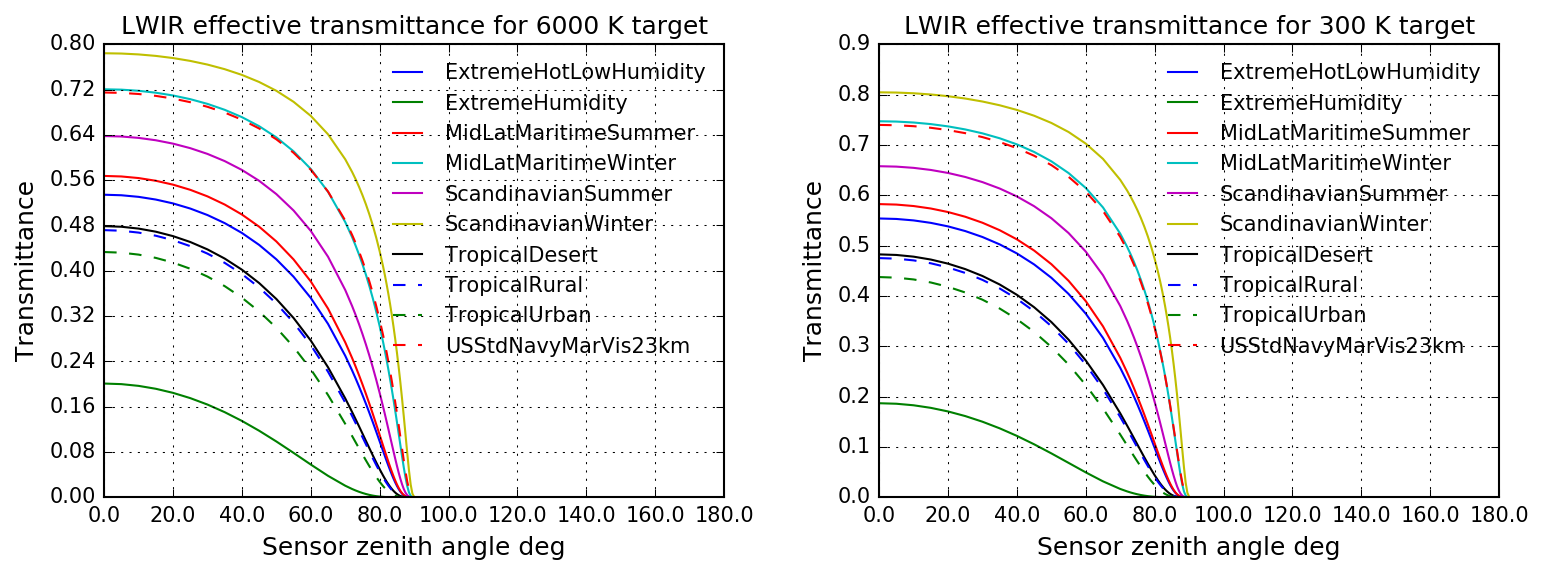 LWIR effective transmittance for 6000 K target
0.80
0.72
0.64
0.56
0.48
0.40
0.32
0.24
0.16
0.08
0.00
Transmittance
ExtremeHotLowHumidity
ExtremeHumidity
MidLatMaritimeSummer
MidLatMaritimeWinter
ScandinavianSummer
ScandinavianWinter
TropicalDesert
TropicalRural
TropicalUrban
USStdNavyMarVis23km
0.0 20.0 40.0 60.0 80.0 100.0 120.0 140.0 160.0 180.0
Sensor zenith angle deg
LWIR effective transmittance for 300 K target
0.9
0.8
0.7
0.6
0.5
0.4
0.3
0.2
0.1
0.0
Transmittance
ExtremeHotLowHumidity
ExtremeHumidity
MidLatMaritimeSummer
MidLatMaritimeWinter
ScandinavianSummer
ScandinavianWinter
TropicalDesert
TropicalRural
TropicalUrban
USStdNavyMarVis23km
0.0 20.0 40.0 60.0 80.0 100.0 120.0 140.0 160.0 180.0
Sensor zenith angle deg